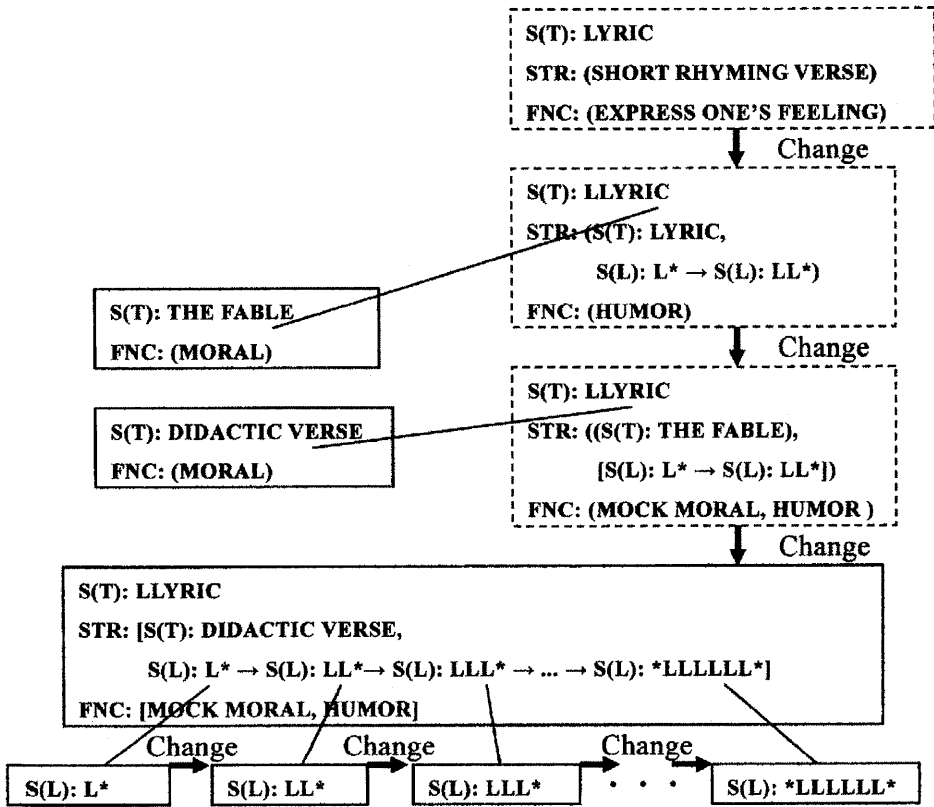 S(T): LYRIC
STR: (SHORT RHYMING VERSE)
FNC: (EXPRESS ONE'S FEELING)
Change
S(T): LLYRIC
STR: (S(T): LYRIC,
S(L): L* → S(L): LL*)
FNC: (HUMOR)
S(T): THE FABLE
FNC: (MORAL)
Change
S(T): LLYRIC
STR: ((S(T): THE FABLE),
[S(L): L* → S(L): LL*])
FNC: (MOCK MORAL, HUMOR )
S(T): DIDACTIC VERSE
FNC: (MORAL)
Change
S(T): LLYRIC
STR: [S(T): DIDACTIC VERSE,
S(L): L* → S(L): LL* → S(L): LLL* → ... → S(L): *LLLLLL*]
FNC: [MOCK MORAL, HUMOR]
Change Change Change
S(L): L* S(L): LL* S(L): LLL* . . . S(L): *LLLLLL*